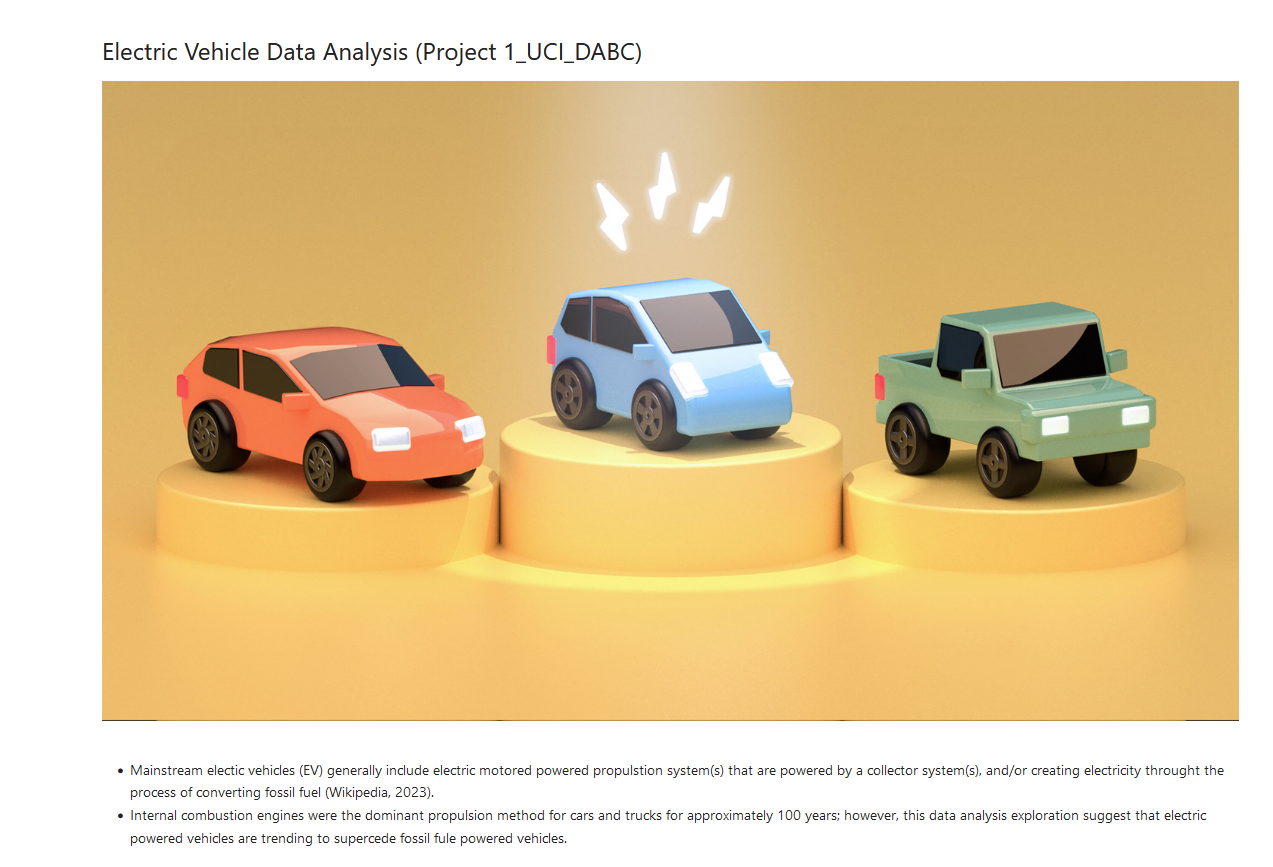 Electric Vehicle Data Analysis (Project 1_UCI_DABC)
• Mainstream electic vehicles (EV) generally include electric motored powered propulstion system(s) that are powered by a collector system(s), and/or creating electricity throught the
process of converting fossil fuel (Wikipedia, 2023).
• Internal combustion engines were the dominant propulsion method for cars and trucks for approximately 100 years; however, this data analysis exploration suggest that electric
powered vehicles are trending to supercede fossil fule powered vehicles.